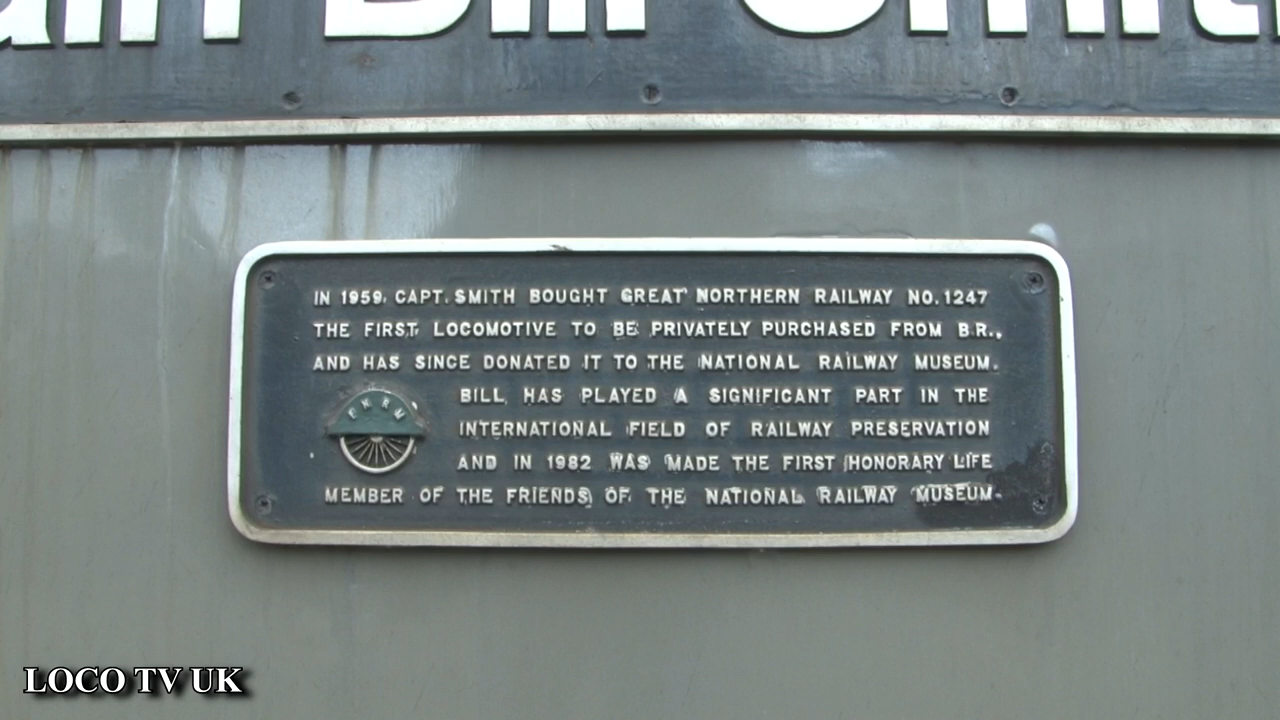 Bill
IN 1959, CAPT. SMITH BOUGHT GREAT NORTHERN RAILWAY NO. 1247
THE FIRST LOCOMOTIVE TO BE PRIVATELY PURCHASED FROM B.R.,
AND HAS SINCE DONATED IT TO THE NATIONAL RAILWAY MUSEUM.
BILL HAS PLAYED A SIGNIFICANT PART IN THE
F N R M
INTERNATIONAL FIELD OF RAILWAY PRESERVATION
AND IN 1982 WAS MADE THE FIRST HONORARY LIFE
MEMBER OF THE FRIENDS OF THE NATIONAL RAILWAY MUSEUM.
LOCO TV UK